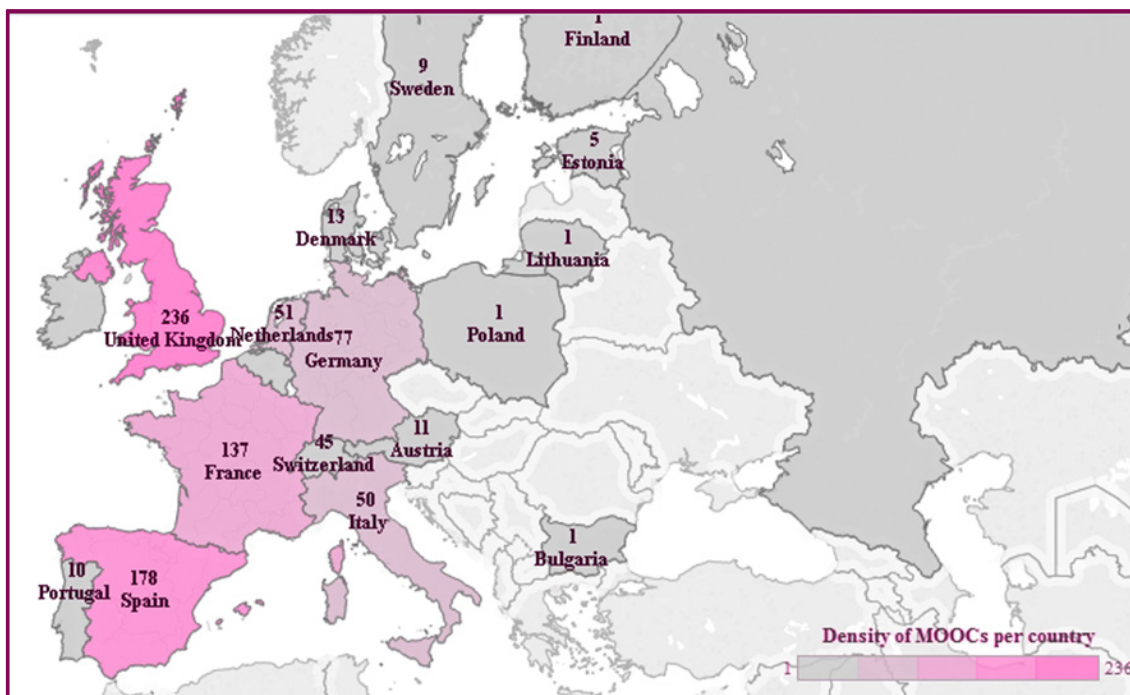 1
Finland
9
Sweden
5
Estonia
13
Denmark
1
Lithuania
236
United Kingdom
51
Netherlands
77
Germany
1
Poland
137
France
45
Switzerland
11
Austria
50
Italy
1
Bulgaria
10
Portugal
178
Spain
Density of MOOCs per country
1 236